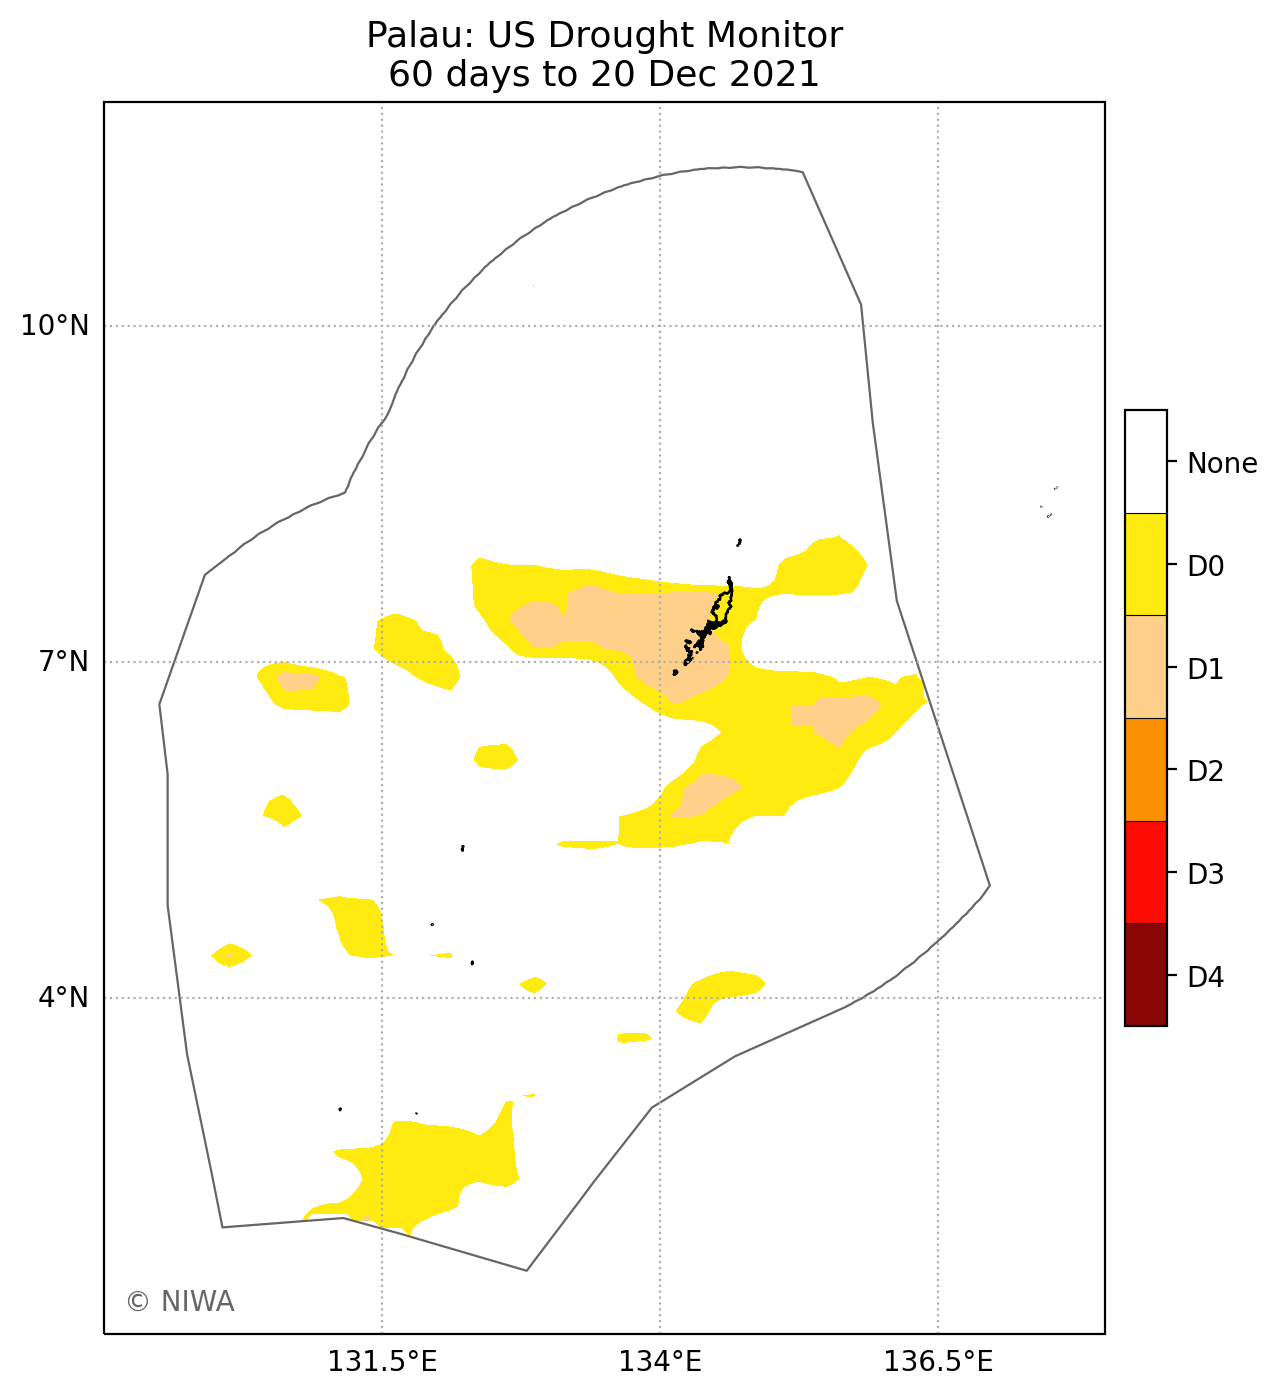 Palau: US Drought Monitor
60 days to 20 Dec 2021
10°N
7°N
4°N
131.5°E
134°E
136.5°E
None
D0
D1
D2
D3
D4
© NIWA